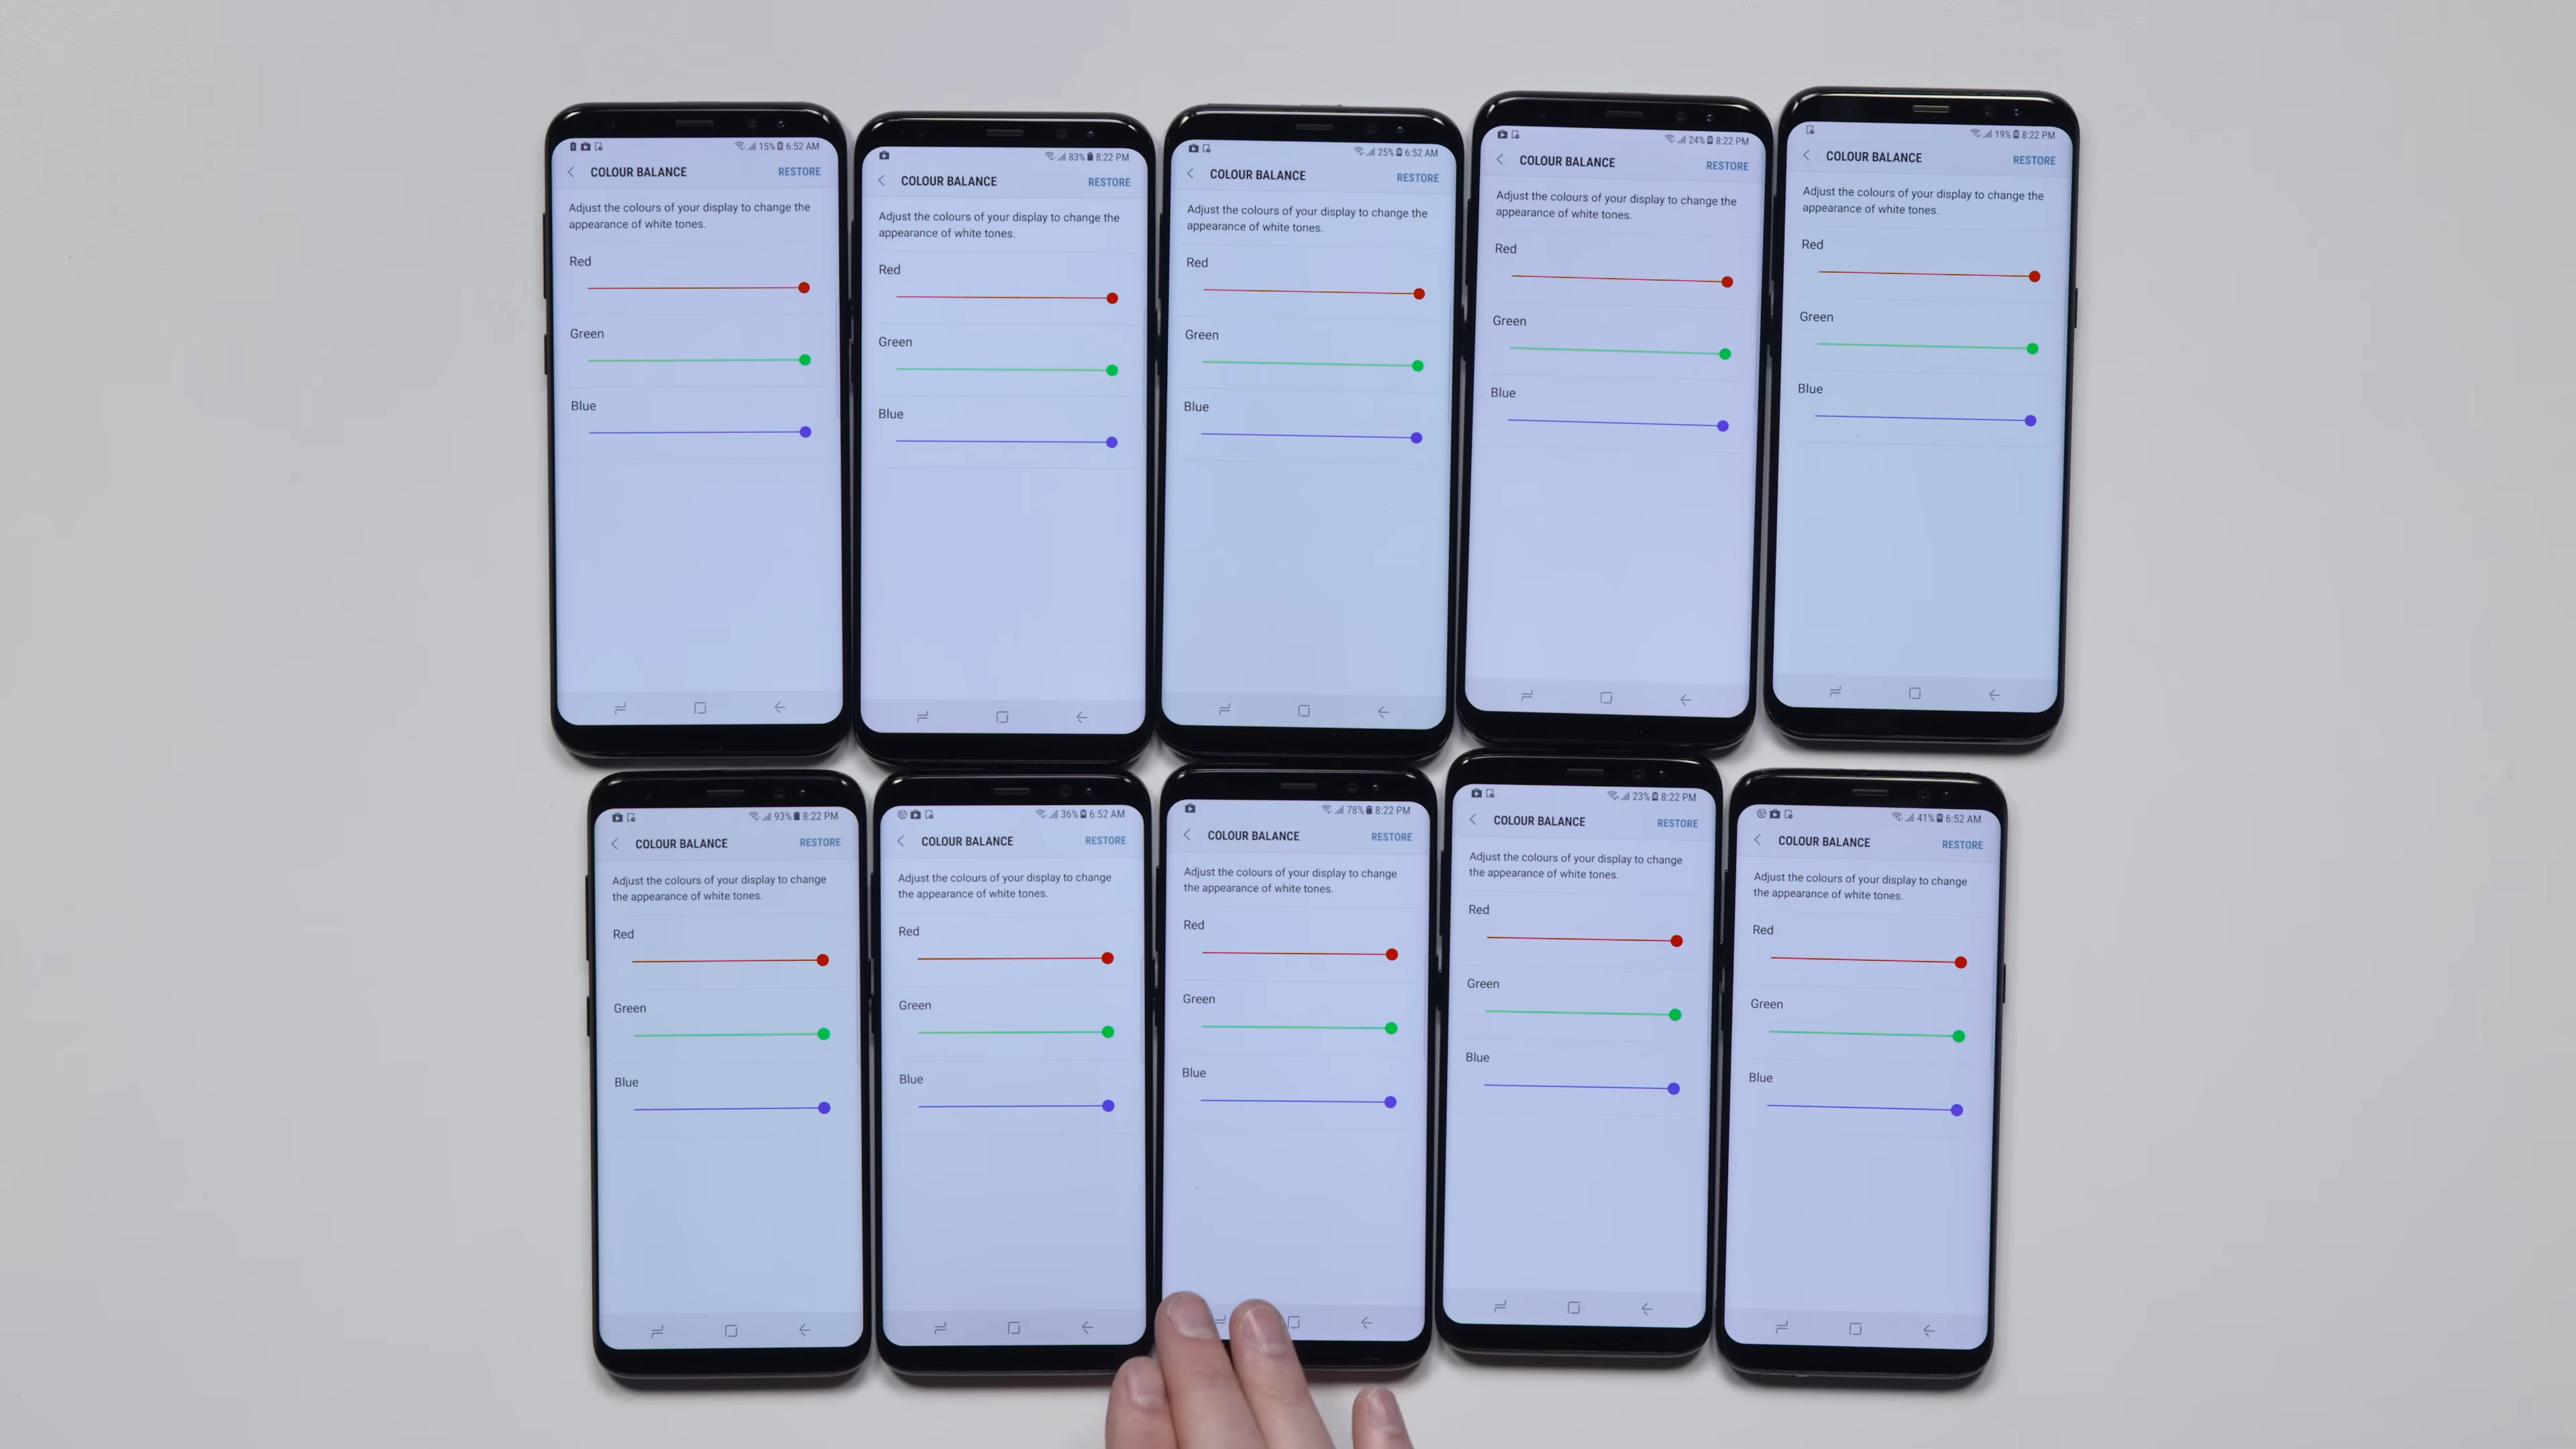 15% 6:52 AM
COLOUR BALANCE RESTORE
Adjust the colours of your display to change the
appearance of white tones.
Red
Green
Blue
83% 8:22 PM
COLOUR BALANCE RESTORE
Adjust the colours of your display to change the
appearance of white tones.
Red
Green
Blue
25% 6:52 AM
COLOUR BALANCE RESTORE
Adjust the colours of your display to change the
appearance of white tones.
Red
Green
Blue
24% 8:22 PM
COLOUR BALANCE RESTORE
Adjust the colours of your display to change the
appearance of white tones.
Red
Green
Blue
19% 8:22 PM
COLOUR BALANCE RESTORE
Adjust the colours of your display to change the
appearance of white tones.
Red
Green
Blue
93% 8:22 PM
COLOUR BALANCE RESTORE
Adjust the colours of your display to change
the appearance of white tones.
Red
Green
Blue
36% 6:52 AM
COLOUR BALANCE RESTORE
Adjust the colours of your display to change
the appearance of white tones.
Red
Green
Blue
78% 8:22 PM
COLOUR BALANCE RESTORE
Adjust the colours of your display to change
the appearance of white tones.
Red
Green
Blue
23% 8:22 PM
COLOUR BALANCE RESTORE
Adjust the colours of your display to change
the appearance of white tones.
Red
Green
Blue
41% 6:52 AM
COLOUR BALANCE RESTORE
Adjust the colours of your display to change
the appearance of white tones.
Red
Green
Blue